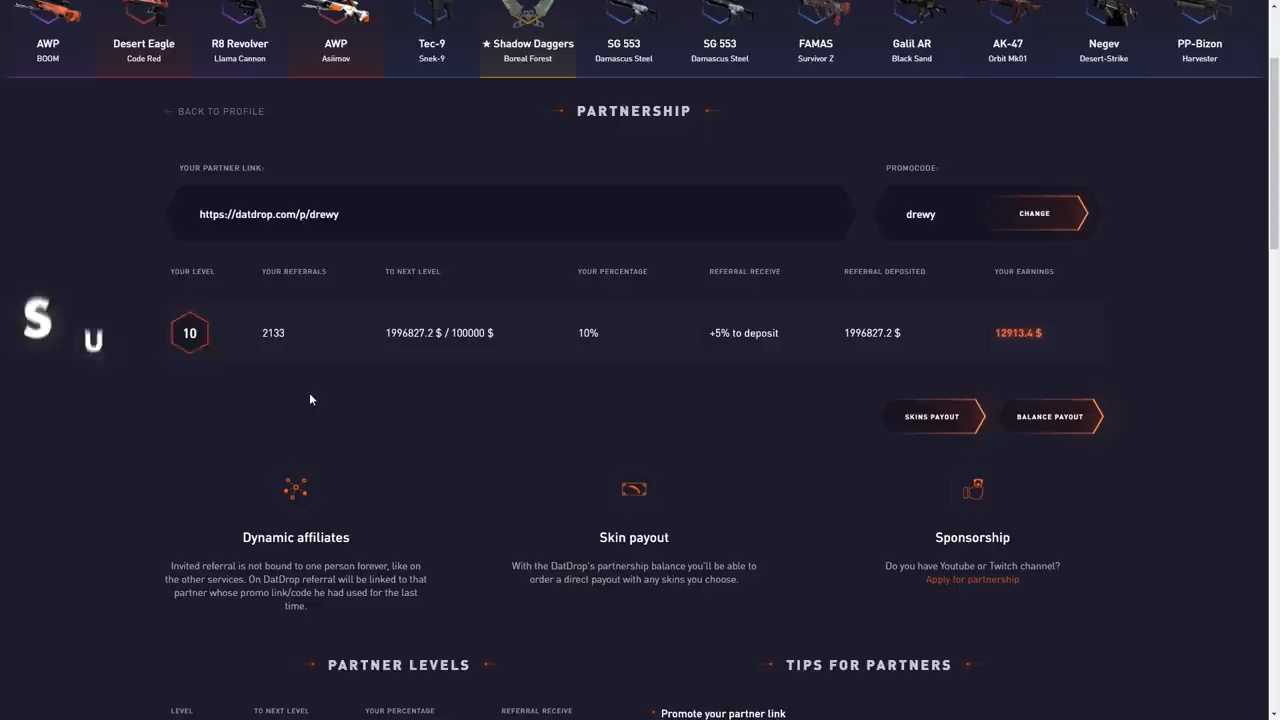 AWP
BOOM
Desert Eagle
Code Red
R8 Revolver
Llama Cannon
AWP
Asiimov
Tec-9
Snek-9
★ Shadow Daggers
Boreal Forest
SG 553
Damascus Steel
SG 553
Damascus Steel
FAMAS
Survivor Z
Galil AR
Black Sand
AK-47
Orbit Mk01
Negev
Desert-Strike
PP-Bizon
Harvester
← BACK TO PROFILE
PARTNERSHIP
YOUR PARTNER LINK:
PROMOCODE:
https://datdrop.com/p/drewy
drewy
CHANGE
YOUR LEVEL
YOUR REFERRALS
TO NEXT LEVEL
YOUR PERCENTAGE
REFERRAL RECEIVE
REFERRAL DEPOSITED
YOUR EARNINGS
S U
10
2133
1996827.2 $ / 100000 $
10%
+5% to deposit
1996827.2 $
12913.4 $
SKINS PAYOUT
BALANCE PAYOUT
Dynamic affiliates
Invited referral is not bound to one person forever, like on
the other services. On DatDrop referral will be linked to that
partner whose promo link/code he had used for the last
time.
Skin payout
With the DatDrop's partnership balance you'll be able to
order a direct payout with any skins you choose.
Sponsorship
Do you have Youtube or Twitch channel?
Apply for partnership
PARTNER LEVELS
TIPS FOR PARTNERS
LEVEL
TO NEXT LEVEL
YOUR PERCENTAGE
REFERRAL RECEIVE
Promote your partner link